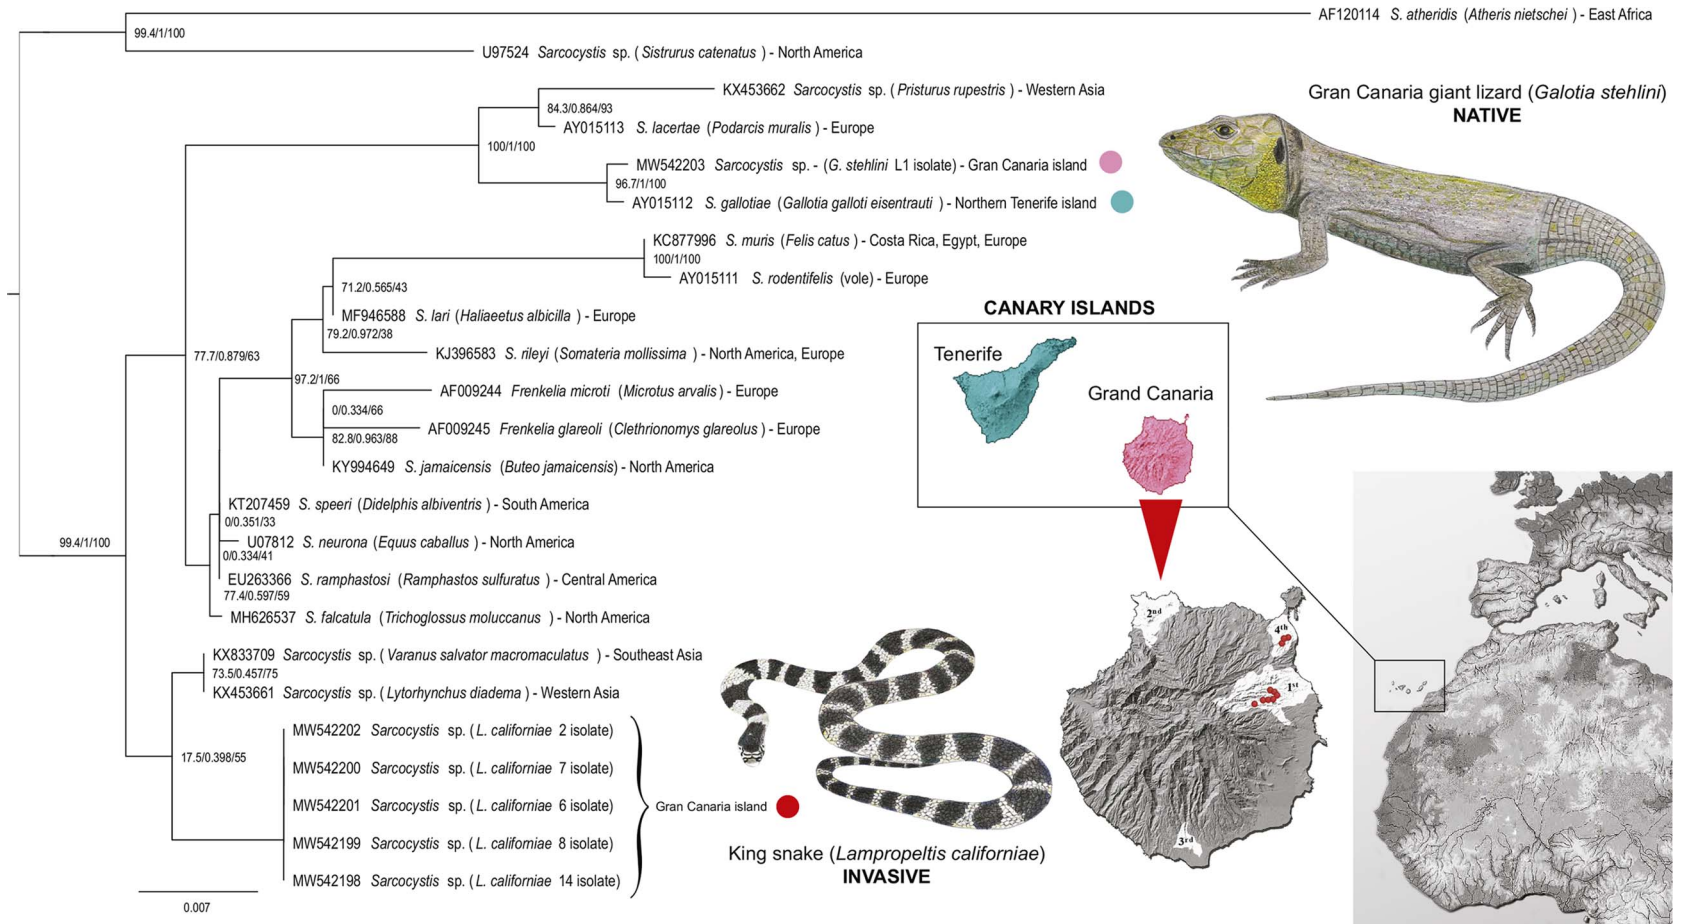 AF120114 S. atheridis (Atheris nietschei ) - East Africa
99.4/1/100
U97524 Sarcocystis sp. ( Sistrurus catenatus ) - North America
KX453662 Sarcocystis sp. ( Pristurus rupestris ) - Western Asia
84.3/0.864/93
AY015113 S. lacertae (Podarcis muralis ) - Europe
100/1/100
MW542203 Sarcocystis sp. - (G. stehlini L1 isolate) - Gran Canaria island
96.7/1/100
AY015112 S. gallotiae (Gallotia galloti eisentrauti ) - Northern Tenerife island
KC877996 S. muris (Felis catus ) - Costa Rica, Egypt, Europe
100/1/100
AY015111 S. rodentifelis (vole) - Europe
71.2/0.565/43
MF946588 S. lari (Haliaeetus albicilla ) - Europe
79.2/0.972/38
77.7/0.879/63
KJ396583 S. rileyi (Somateria mollissima ) - North America, Europe
97.2/1/66
AF009244 Frenkelia microti (Microtus arvalis) - Europe
0/0.334/66
AF009245 Frenkelia glareoli (Clethrionomys glareolus ) - Europe
82.8/0.963/88
KY994649 S. jamaicensis (Buteo jamaicensis) - North America
KT207459 S. speeri (Didelphis albiventris ) - South America
0/0.351/33
99.4/1/100
U07812 S. neurona (Equus caballus ) - North America
0/0.334/41
EU263366 S. ramphastosi (Ramphastos sulfuratus ) - Central America
77.4/0.597/59
MH626537 S. falcatula (Trichoglossus moluccanus ) - North America
KX833709 Sarcocystis sp. ( Varanus salvator macromaculatus ) - Southeast Asia
73.5/0.457/75
KX453661 Sarcocystis sp. ( Lytorhynchus diadema ) - Western Asia
MW542202 Sarcocystis sp. (L. californiae 2 isolate)
17.5/0.398/55
MW542200 Sarcocystis sp. (L. californiae 7 isolate)
MW542201 Sarcocystis sp. (L. californiae 6 isolate)
Gran Canaria island
MW542199 Sarcocystis sp. (L. californiae 8 isolate)
MW542198 Sarcocystis sp. (L. californiae 14 isolate)
0.007
Gran Canaria giant lizard (Galotia stehlini)
NATIVE
CANARY ISLANDS
Tenerife
Grand Canaria
2nd
4th
1st
3rd
King snake (Lampropeltis californiae)
INVASIVE